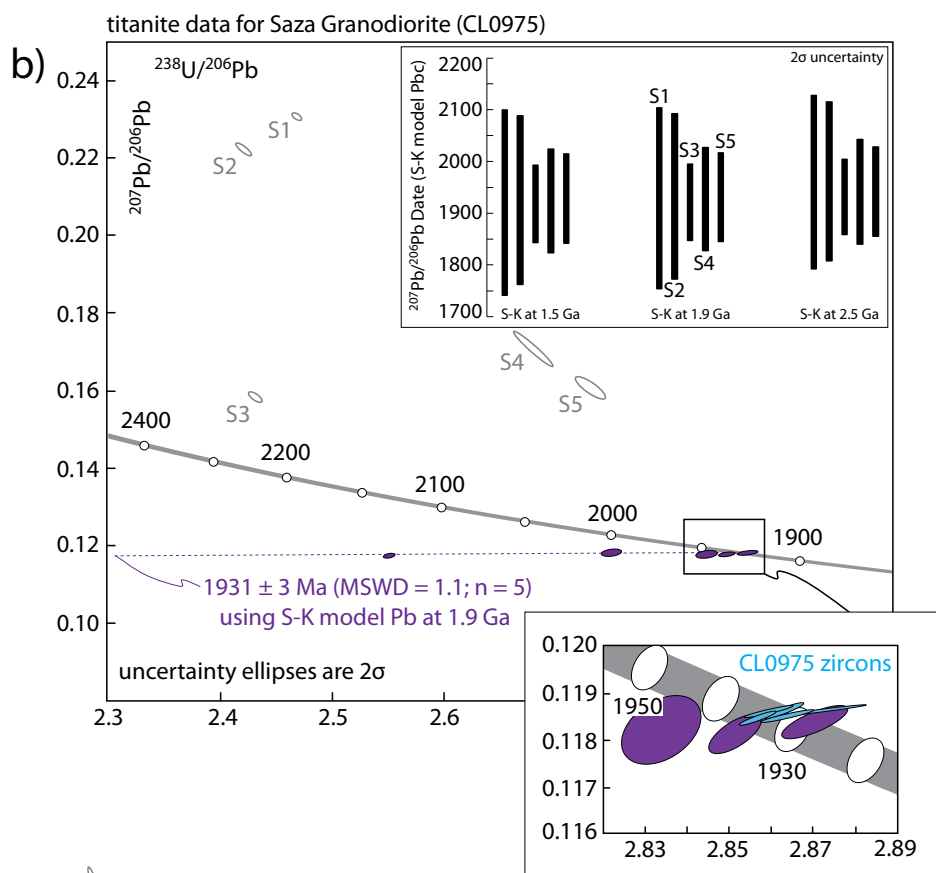 titanite data for Saza Granodiorite (CL0975)
b)
238U/206Pb
207Pb/206Pb
0.24
0.22
0.20
0.18
0.16
0.14
0.12
0.10
2.3
2.4
2.5
2.6
S1
S2
S3
S4
S5
2400
2200
2100
2000
1900
1931 ± 3 Ma (MSWD = 1.1; n = 5)
using S-K model Pb at 1.9 Ga
uncertainty ellipses are 2σ
2σ uncertainty
207Pb/206Pb Date (S-K model Pbc)
2200
2100
2000
1900
1800
1700
S1
S2
S3
S4
S5
S-K at 1.5 Ga
S-K at 1.9 Ga
S-K at 2.5 Ga
CL0975 zircons
0.120
0.119
0.118
0.117
0.116
1950
1930
2.83
2.85
2.87
2.89